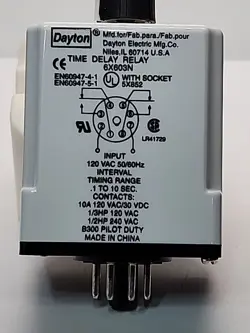 Dayton
Mfd.for/Fab.para./Fab.pour
Dayton Electric Mfg.Co.
Niles,IL 60714 U.S.A
CE TIME DELAY RELAY
6X603N
EN60947-4-1
EN60947-5-1
UL WITH SOCKET
5X852
LR41729
INPUT
120 VAC 50/60Hz
INTERVAL
TIMING RANGE
.1 TO 10 SEC.
CONTACTS:
10A 120 VAC/30 VDC
1/3HP 120 VAC
1/2HP 240 VAC
B300 PILOT DUTY
MADE IN CHINA